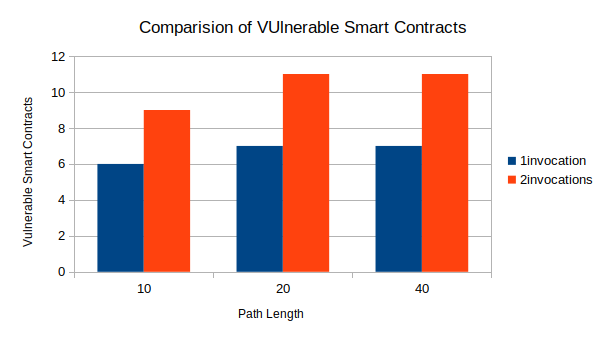 Comparision of VUlnerable Smart Contracts
Vulnerable Smart Contracts
12
10
8
6
4
2
0
10 20 40
Path Length
1invocation
2invocations